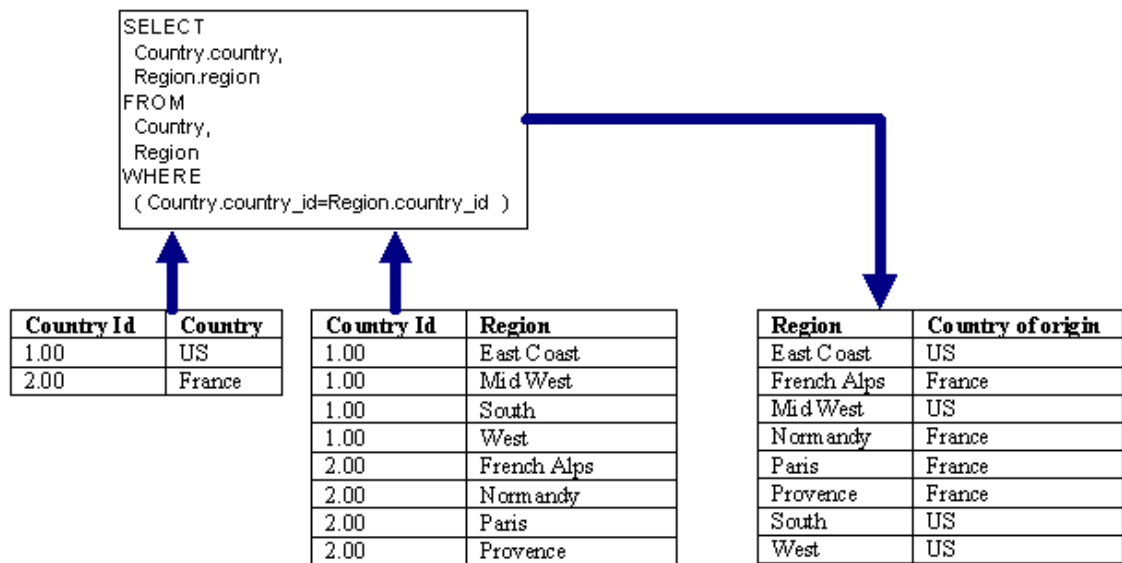 SELECT
Country.country,
Region.region
FROM
Country,
Region
WHERE
( Country.country_id=Region.country_id )
Country Id Country
1.00 US
2.00 France
Country Id Region
1.00 East Coast
1.00 Mid West
1.00 South
1.00 West
2.00 French Alps
2.00 Normandy
2.00 Paris
2.00 Provence
Region Country of origin
East Coast US
French Alps France
Mid West US
Normandy France
Paris France
Provence France
South US
West US